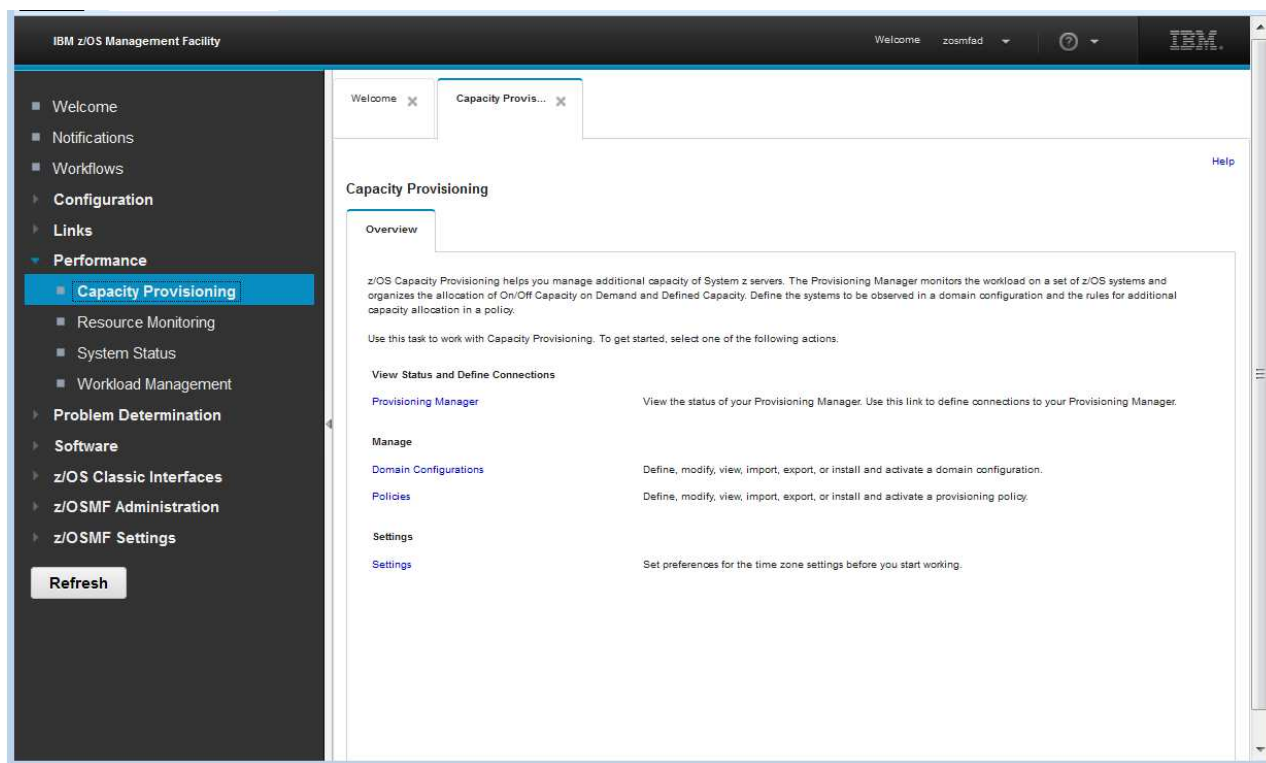 IBM z/OS Management Facility
Welcome zosmfad
IBM.
Welcome
Notifications
Workflows
Configuration
Links
Performance
Capacity Provisioning
Resource Monitoring
System Status
Workload Management
Problem Determination
Software
z/OS Classic Interfaces
z/OSMF Administration
z/OSMF Settings
Refresh
Welcome
Capacity Provis...
Help
Capacity Provisioning
Overview
z/OS Capacity Provisioning helps you manage additional capacity of System z servers. The Provisioning Manager monitors the workload on a set of z/OS systems and
organizes the allocation of On/Off Capacity on Demand and Defined Capacity. Define the systems to be observed in a domain configuration and the rules for additional
capacity allocation in a policy.
Use this task to work with Capacity Provisioning. To get started, select one of the following actions.
View Status and Define Connections
Provisioning Manager View the status of your Provisioning Manager. Use this link to define connections to your Provisioning Manager.
Manage
Domain Configurations Define, modify, view, import, export, or install and activate a domain configuration.
Policies Define, modify, view, import, export, or install and activate a provisioning policy.
Settings
Settings Set preferences for the time zone settings before you start working.